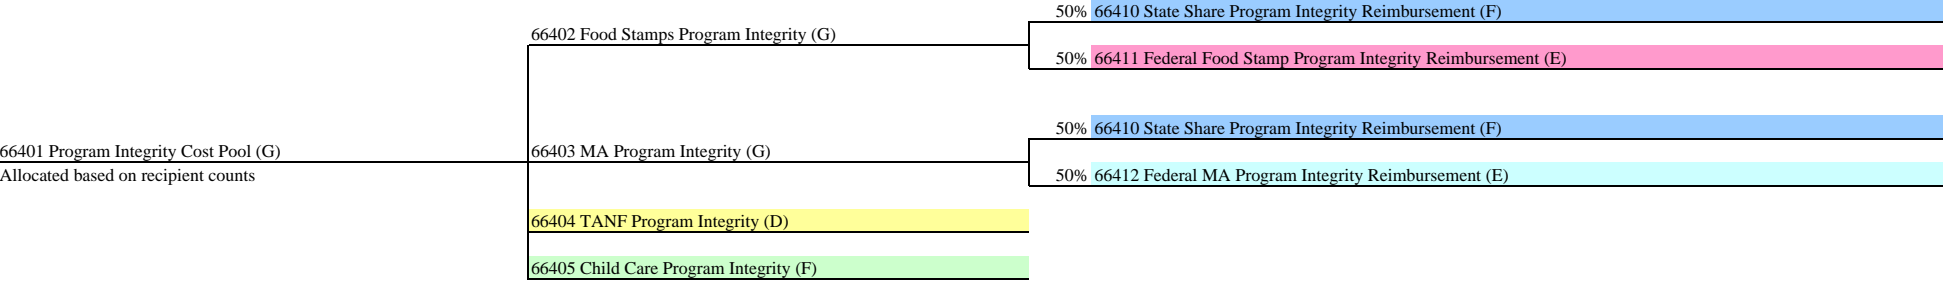 50% 66410 State Share Program Integrity Reimbursement (F)
66402 Food Stamps Program Integrity (G)
50% 66411 Federal Food Stamp Program Integrity Reimbursement (E)
50% 66410 State Share Program Integrity Reimbursement (F)
66401 Program Integrity Cost Pool (G)
66403 MA Program Integrity (G)
Allocated based on recipient counts
50% 66412 Federal MA Program Integrity Reimbursement (E)
66404 TANF Program Integrity (D)
66405 Child Care Program Integrity (F)